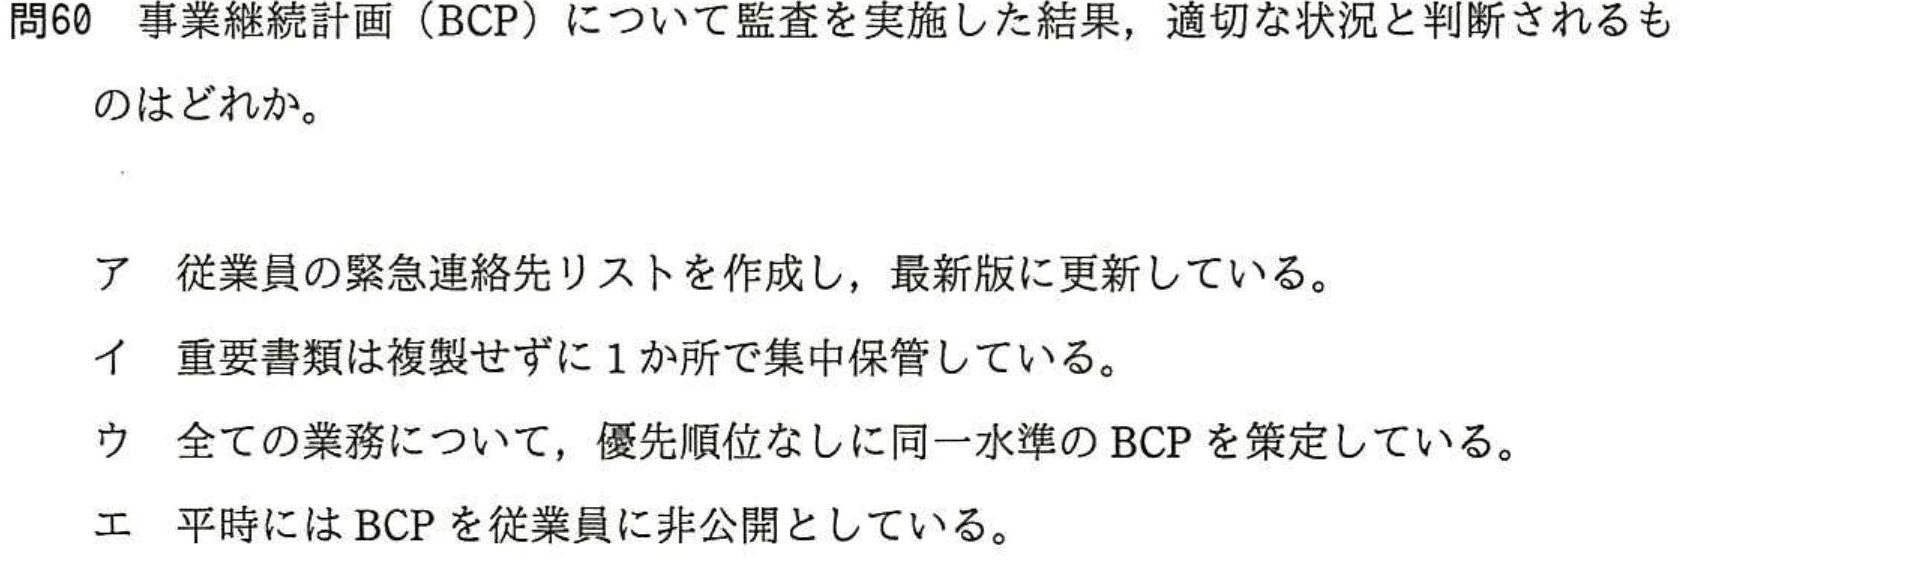 問60 事業継続計画（BCP）について監査を実施した結果，適切な状況と判断されるも
のはどれか。
ア 従業員の緊急連絡先リストを作成し，最新版に更新している。
イ 重要書類は複製せずに1か所で集中保管している。
ウ 全ての業務について，優先順位なしに同一水準のBCPを策定している。
エ 平時にはBCPを従業員に非公開としている。